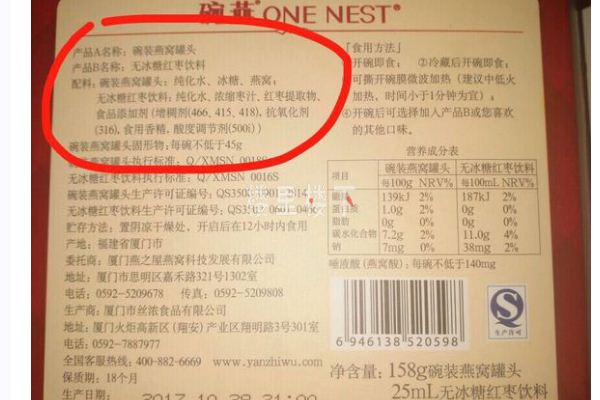 碗燕® ONE NEST®
产品A名称：碗装燕窝罐头
产品B名称：无冰糖红枣饮料
配料：碗装燕窝罐头：纯化水、冰糖、燕窝；
无冰糖红枣饮料：纯化水、浓缩枣汁、红枣提取物、
食品添加剂（增稠剂(466, 415, 418), 抗氧化剂
(316), 食用香精, 酸度调节剂(500i)）
碗装燕窝罐头固形物：每碗不低于45g
碗装燕窝罐头执行标准：Q/XMSN 0018S
无冰糖红枣饮料执行标准：Q/XMSN 0016S
碗装燕窝罐头生产许可证编号：QS3502 0901
无冰糖红枣饮料生产许可证编号：QS3502 0601
贮存方法：置阴凉干燥处，开启后在12小时内食用
产地：福建省厦门市
委托商：厦门燕之屋燕窝科技发展有限公司
地址：厦门市思明区嘉禾路321号1302室
电话：0592-5209678 传真：0592-5209808
生产商：厦门市丝浓食品有限公司
地址：厦门火炬高新区（翔安）产业区翔虹路301号三楼
电话：0592-7887977
全国客服热线：400-882-6669 www.yanzhiwu.com
保质期：18个月
生产日期：2017.10.28 21:00
「食用方法」
开碗即食； ②冷藏后开碗即食；
可撕开碗膜微波加热（建议中低火
加热，时间小于1分钟为宜）；
④开碗后可选择加入产品B或您喜欢
的其他口味。
营养成分表
项目 碗装燕窝罐头 无冰糖红枣饮料
每100g NRV% 每100mL NRV%
139kJ 2% 187kJ 2%
蛋白质 1.0g 2% 0g 0%
脂肪 0g 0% 0g 0%
碳水化合物 7.2g 2% 11.0g 4%
钠 7mg 0% 38mg 2%
唾液酸（燕窝酸）：每碗不低于140mg
QS
生产许可
6 946138 520598
净含量：158g碗装燕窝罐头
25mL无冰糖红枣饮料